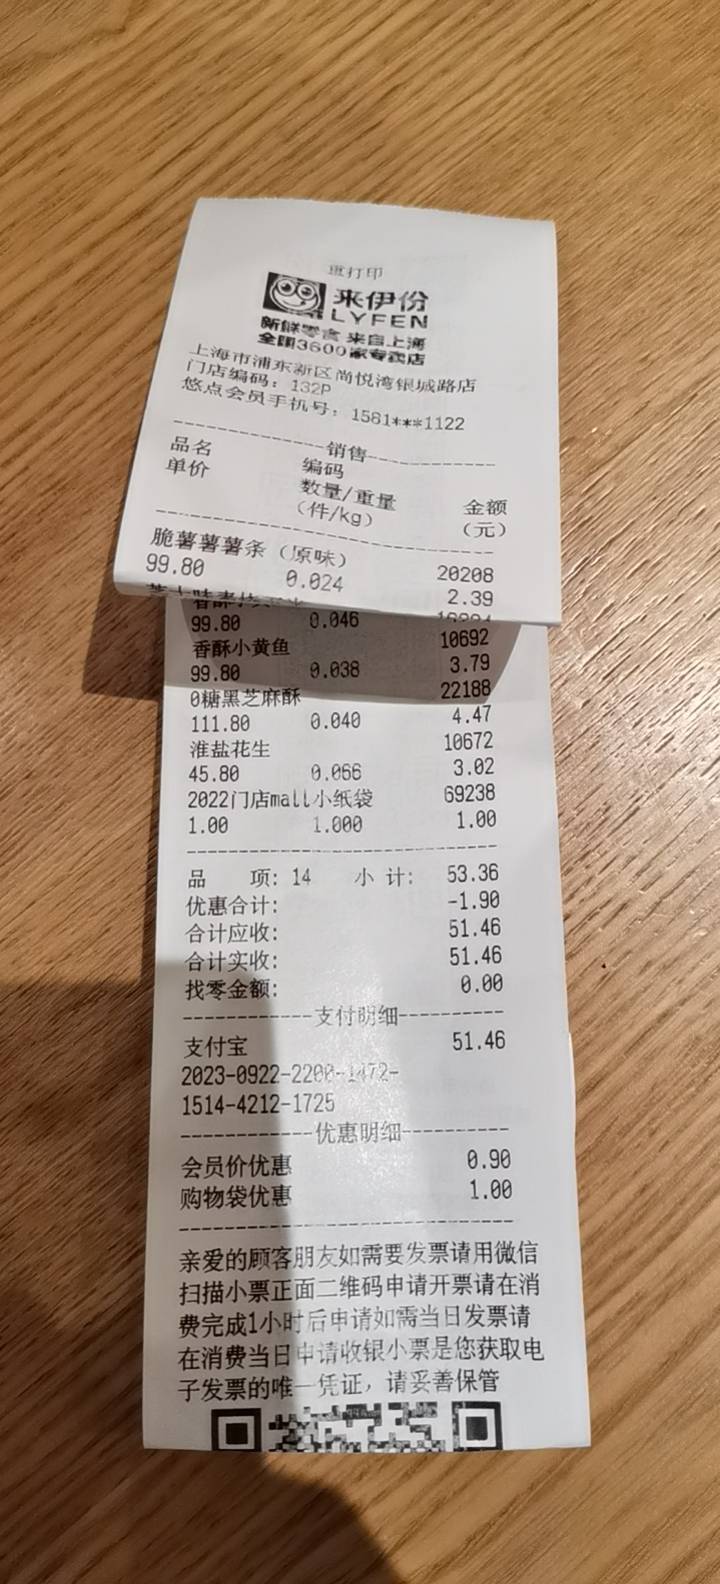 打印
来伊份
LYFEN
新鲜零食 来自上海
全国3600家专卖店
上海市浦东新区尚悦湾银城路店
门店编码：132P
悠点会员手机号：1561***1122
销售
品名 编码
单价 数量/重量 金额
（件/kg） （元）
脆薯薯薯条（原味） 20208
99.80 0.024 2.39
99.80 0.046 10692
香酥小黄鱼
99.80 0.038 3.79
0糖黑芝麻酥 22188
111.80 0.040 4.47
淮盐花生 10672
45.80 0.066 3.02
2022门店mall小纸袋 69238
1.00 1.000 1.00
品 项: 14 小 计: 53.36
优惠合计: -1.90
合计应收: 51.46
合计实收: 51.46
找零金额: 0.00
支付明细
支付宝 51.46
2023-0922-2200-1472-
1514-4212-1725
优惠明细
会员价优惠 0.90
购物袋优惠 1.00
亲爱的顾客朋友如需要发票请用微信
扫描小票正面二维码申请开票请在消
费完成1小时后申请如需当日发票请
在消费当日申请收银小票是您获取电
子发票的唯一凭证，请妥善保管